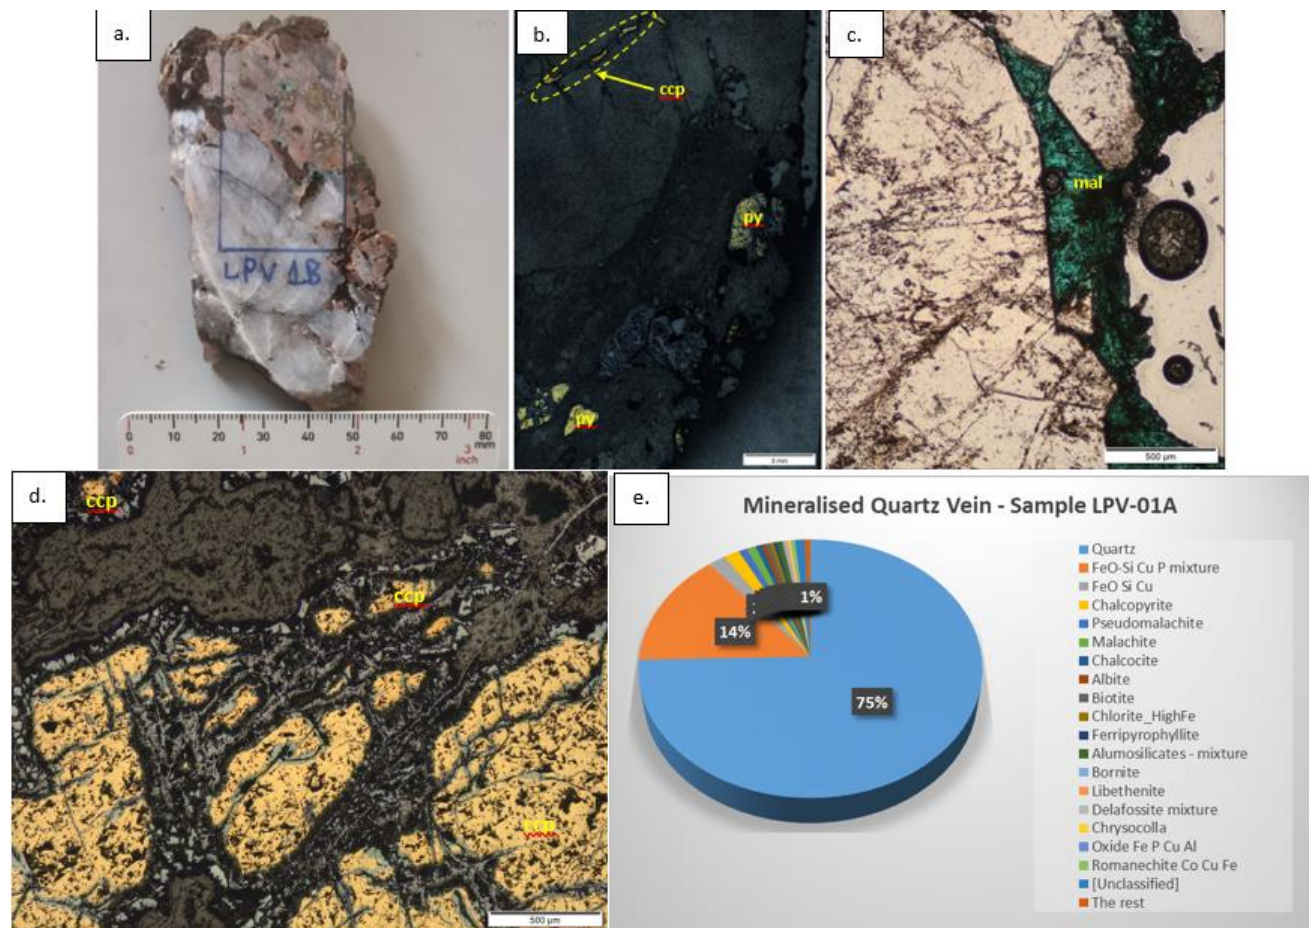 a.
LPV 1B
0 10 20 30 40 50 60 70 80
mm
0 1 2 3
inch
b.
ccp
py
py
c.
mal
500 µm
d.
ccp
ccp
ccp
500 µm
e.
Mineralised Quartz Vein - Sample LPV-01A
1%
14%
75%
Quartz
FeO-Si Cu P mixture
FeO Si Cu
Chalcopyrite
Pseudomalachite
Malachite
Chalcocite
Albite
Biotite
Chlorite_HighFe
Ferripyrophyllite
Alumosilicates - mixture
Bornite
Libethenite
Delafossite mixture
Chrysocolla
Oxide Fe P Cu Al
Romanechite Co Cu Fe
[Unclassified]
The rest